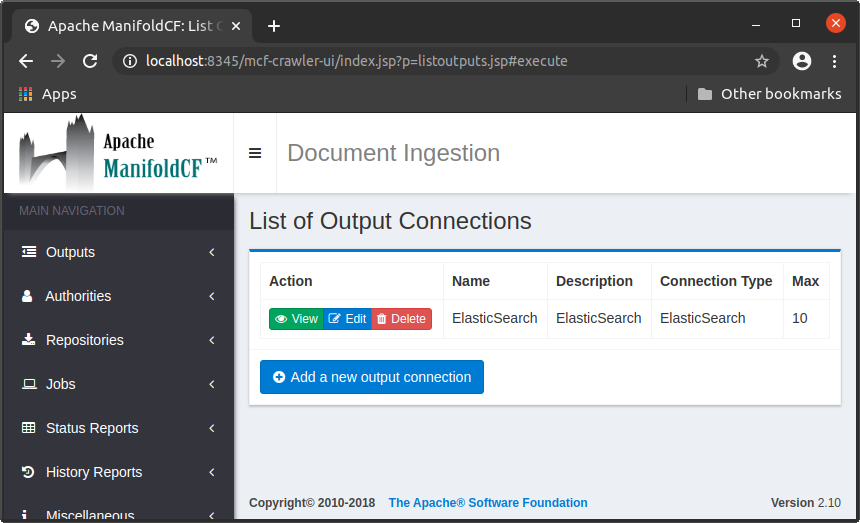 Apache ManifoldCF: List
localhost:8345/mcf-crawler-ui/index.jsp?p=listoutputs.jsp#execute
Apps
Other bookmarks
Apache
ManifoldCF™
Document Ingestion
MAIN NAVIGATION
Outputs
Authorities
Repositories
Jobs
Status Reports
History Reports
Miscellaneous
List of Output Connections
Action Name Description Connection Type Max
View Edit Delete ElasticSearch ElasticSearch ElasticSearch 10
Add a new output connection
Copyright© 2010-2018 The Apache® Software Foundation Version 2.10